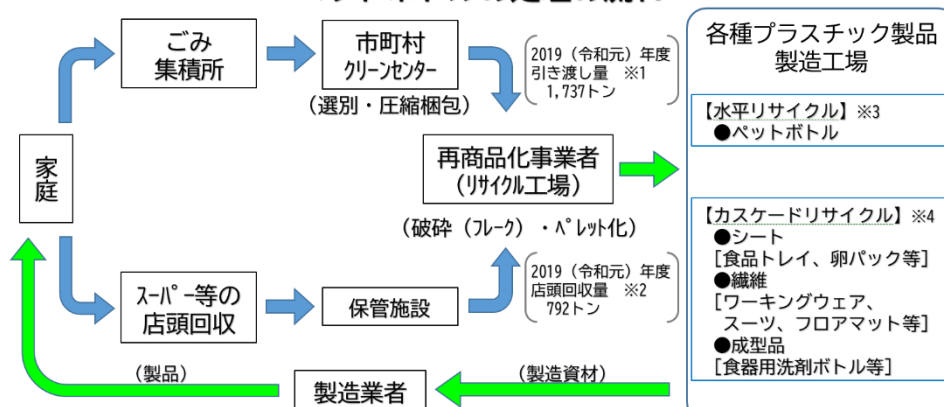 ごみ
集積所
市町村
クリーンセンター
(選別・圧縮梱包)
2019(令和元)年度
引き渡し量 ※1
1,737トン
各種プラスチック製品
製造工場
【水平リサイクル】※3
●ペットボトル
家庭
再商品化事業者
(リサイクル工場)
(破砕(フレーク)・ペレット化)
【カスケードリサイクル】※4
●シート
[食品トレイ、卵パック等]
●繊維
[ワーキングウェア、
スーツ、フロアマット等]
●成型品
[食器用洗剤ボトル等]
スーパー等の
店頭回収
保管施設
2019(令和元)年度
店頭回収量 ※2
792トン
(製品)
製造業者
(製造資材)